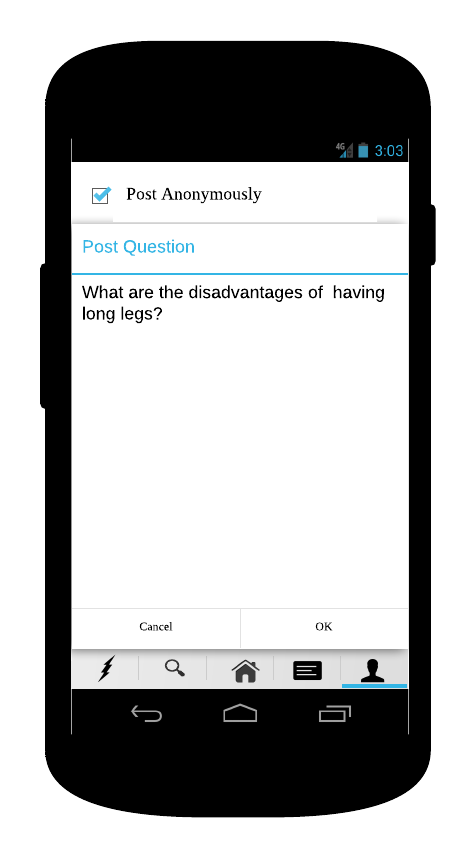 4G 3:03
Post Anonymously
Post Question
What are the disadvantages of  having
long legs?
Cancel OK